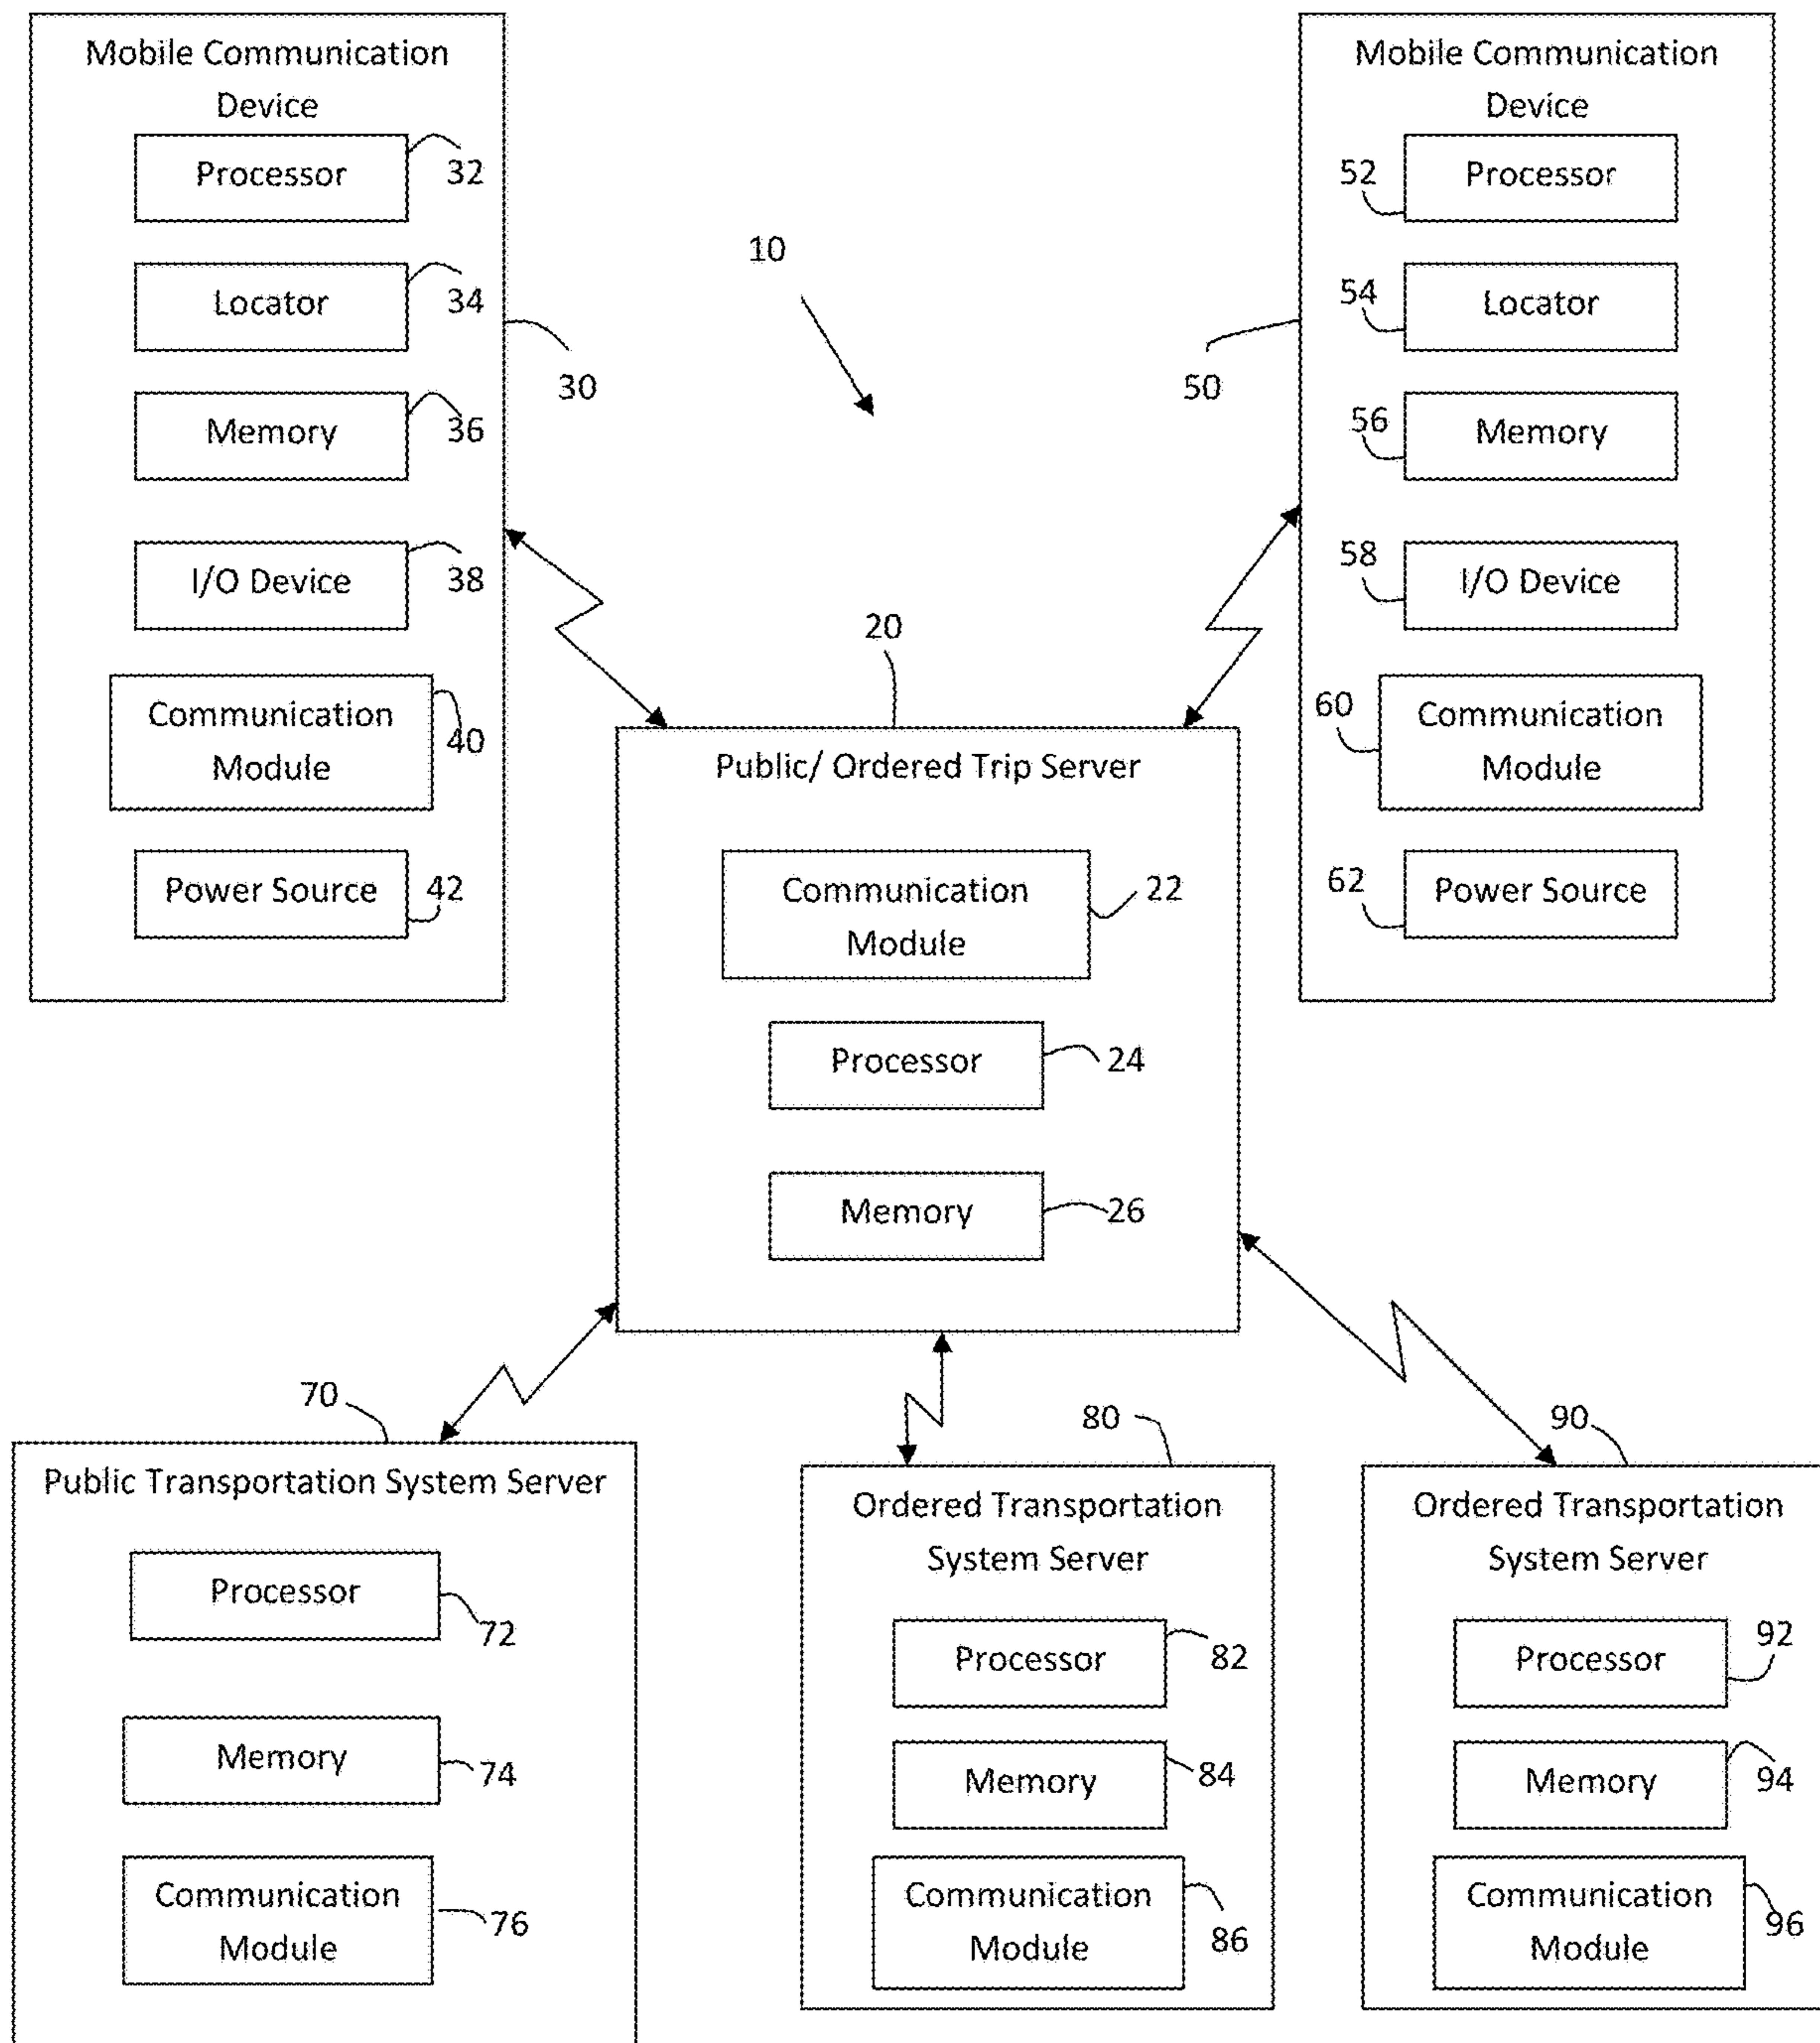 Mobile Communication
Device
Processor
32
Locator
34
30
Memory
36
I/O Device
38
Communication
Module
40
Power Source
42
10
Mobile Communication
Device
52
Processor
54
Locator
50
56
Memory
58
I/O Device
60
Communication
Module
62
Power Source
20
Public/ Ordered Trip Server
Communication
Module
22
Processor
24
Memory
26
70
Public Transportation System Server
Processor
72
Memory
74
Communication
Module
76
80
Ordered Transportation
System Server
Processor
82
Memory
84
Communication
Module
86
90
Ordered Transportation
System Server
Processor
92
Memory
94
Communication
Module
96